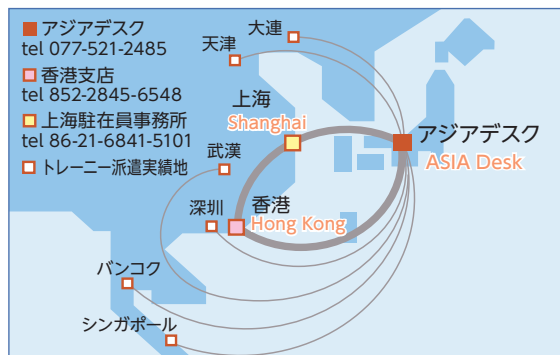 アジアデスク
tel 077-521-2485
香港支店
tel 852-2845-6548
上海駐在員事務所
tel 86-21-6841-5101
トレーニー派遣実績地
大連
天津
上海
Shanghai
武漢
アジアデスク
ASIA Desk
深圳
香港
Hong Kong
バンコク
シンガポール